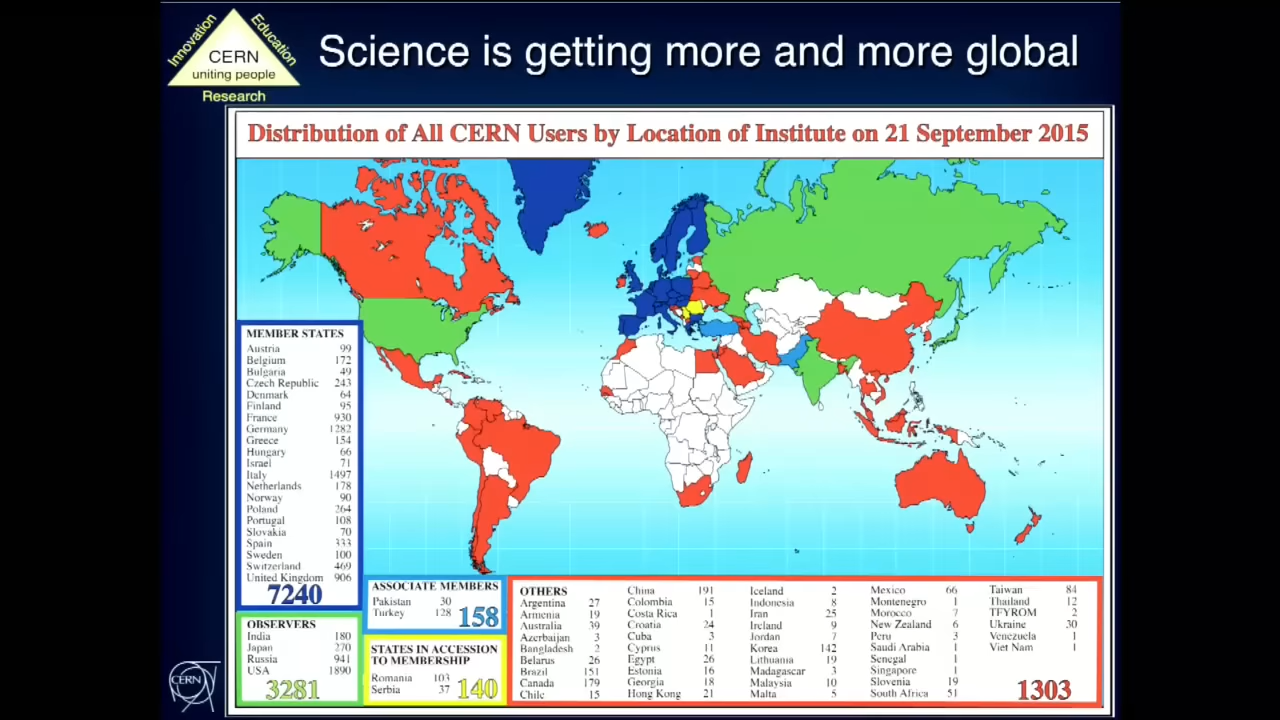 Innovation
Education
CERN
uniting people
Research
Science is getting more and more global
Distribution of All CERN Users by Location of Institute on 21 September 2015
MEMBER STATES
Austria 99
Belgium 172
Bulgaria 49
Czech Republic 243
Denmark 64
Finland 95
France 930
Germany 1282
Greece 154
Hungary 66
Israel 71
Italy 1497
Netherlands 178
Norway 90
Poland 264
Portugal 108
Slovakia 70
Spain 333
Sweden 100
Switzerland 469
United Kingdom 906
7240
OBSERVERS
India 180
Japan 270
Russia 941
USA 1890
3281
ASSOCIATE MEMBERS
Pakistan 30
Turkey 128
158
STATES IN ACCESSION
TO MEMBERSHIP
Romania 103
Serbia 37
140
OTHERS
Argentina 27
Armenia 19
Australia 39
Azerbaijan 3
Bangladesh 2
Belarus 26
Brazil 151
Canada 179
Chile 15
China 191
Colombia 15
Costa Rica 1
Croatia 24
Cuba 3
Cyprus 11
Egypt 26
Estonia 16
Georgia 18
Hong Kong 21
Iceland 2
Indonesia 8
Iran 25
Ireland 9
Jordan 7
Korea 142
Lithuania 19
Madagascar 3
Malaysia 10
Malta 5
Mexico 66
Montenegro 1
Morocco 7
New Zealand 6
Peru 3
Saudi Arabia 1
Senegal 1
Singapore 1
Slovenia 19
South Africa 51
Taiwan 84
Thailand 12
TFYROM 2
Ukraine 30
Venezuela 1
Viet Nam 1
1303
CERN